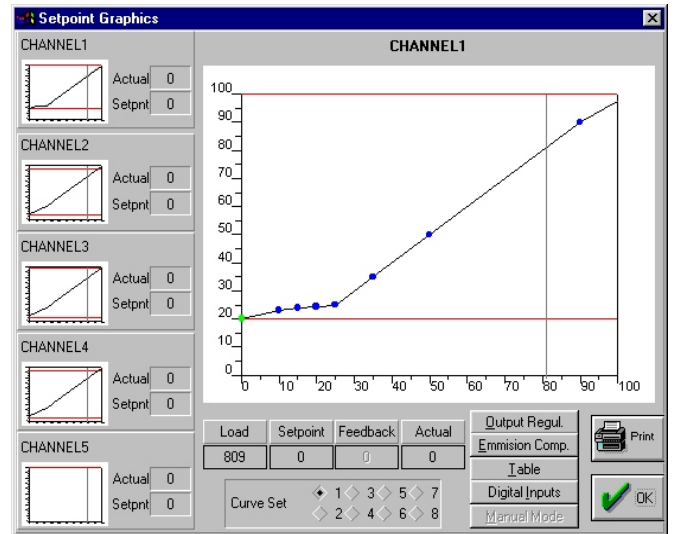 Setpoint Graphics
CHANNEL1
Actual 0
Setpnt 0
CHANNEL2
Actual 0
Setpnt 0
CHANNEL3
Actual 0
Setpnt 0
CHANNEL4
Actual 0
Setpnt 0
CHANNEL5
Actual 0
Setpnt 0
CHANNEL1
100
90
80
70
60
50
40
30
20
10
0
0 10 20 30 40 50 60 70 80 90 100
Load Setpoint Feedback Actual
809 0 0 0
Curve Set 1 3 5 7
2 4 6 8
Output Regul.
Emmision Comp.
Table
Digital Inputs
Manual Mode
Print
OK